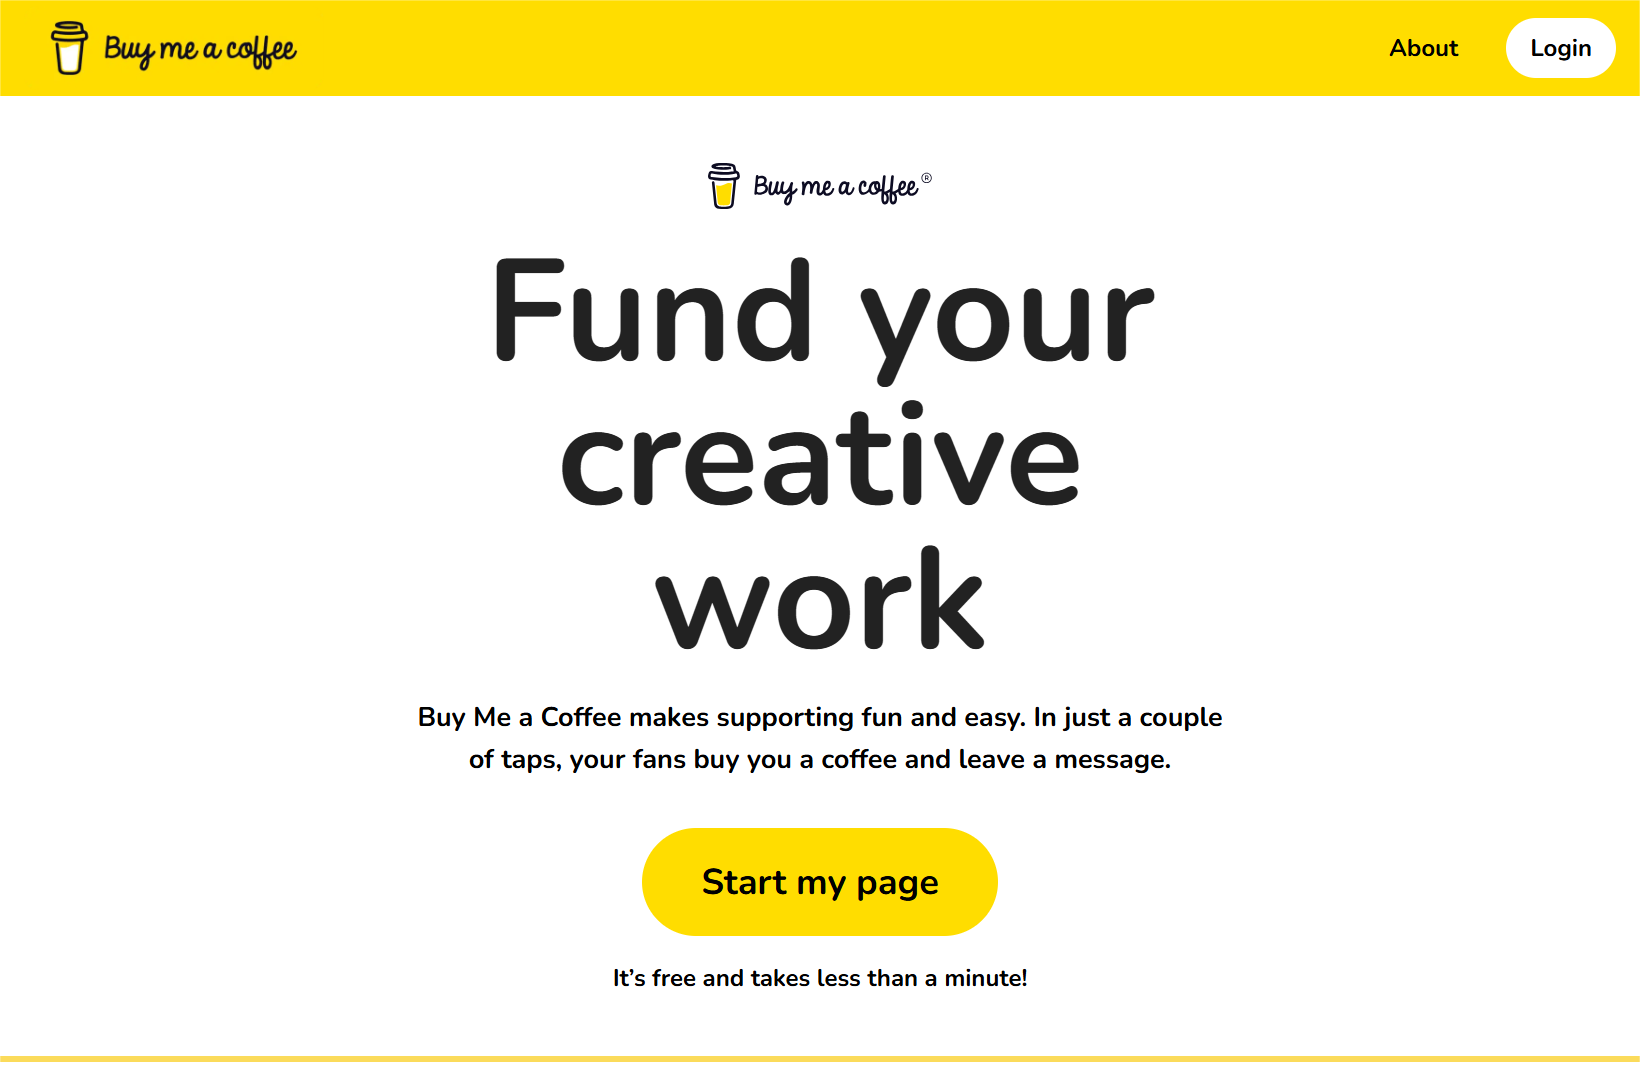 Buy me a coffee
About
Login
Buy me a coffee®
Fund your
creative
work
Buy Me a Coffee makes supporting fun and easy. In just a couple
of taps, your fans buy you a coffee and leave a message.
Start my page
It’s free and takes less than a minute!